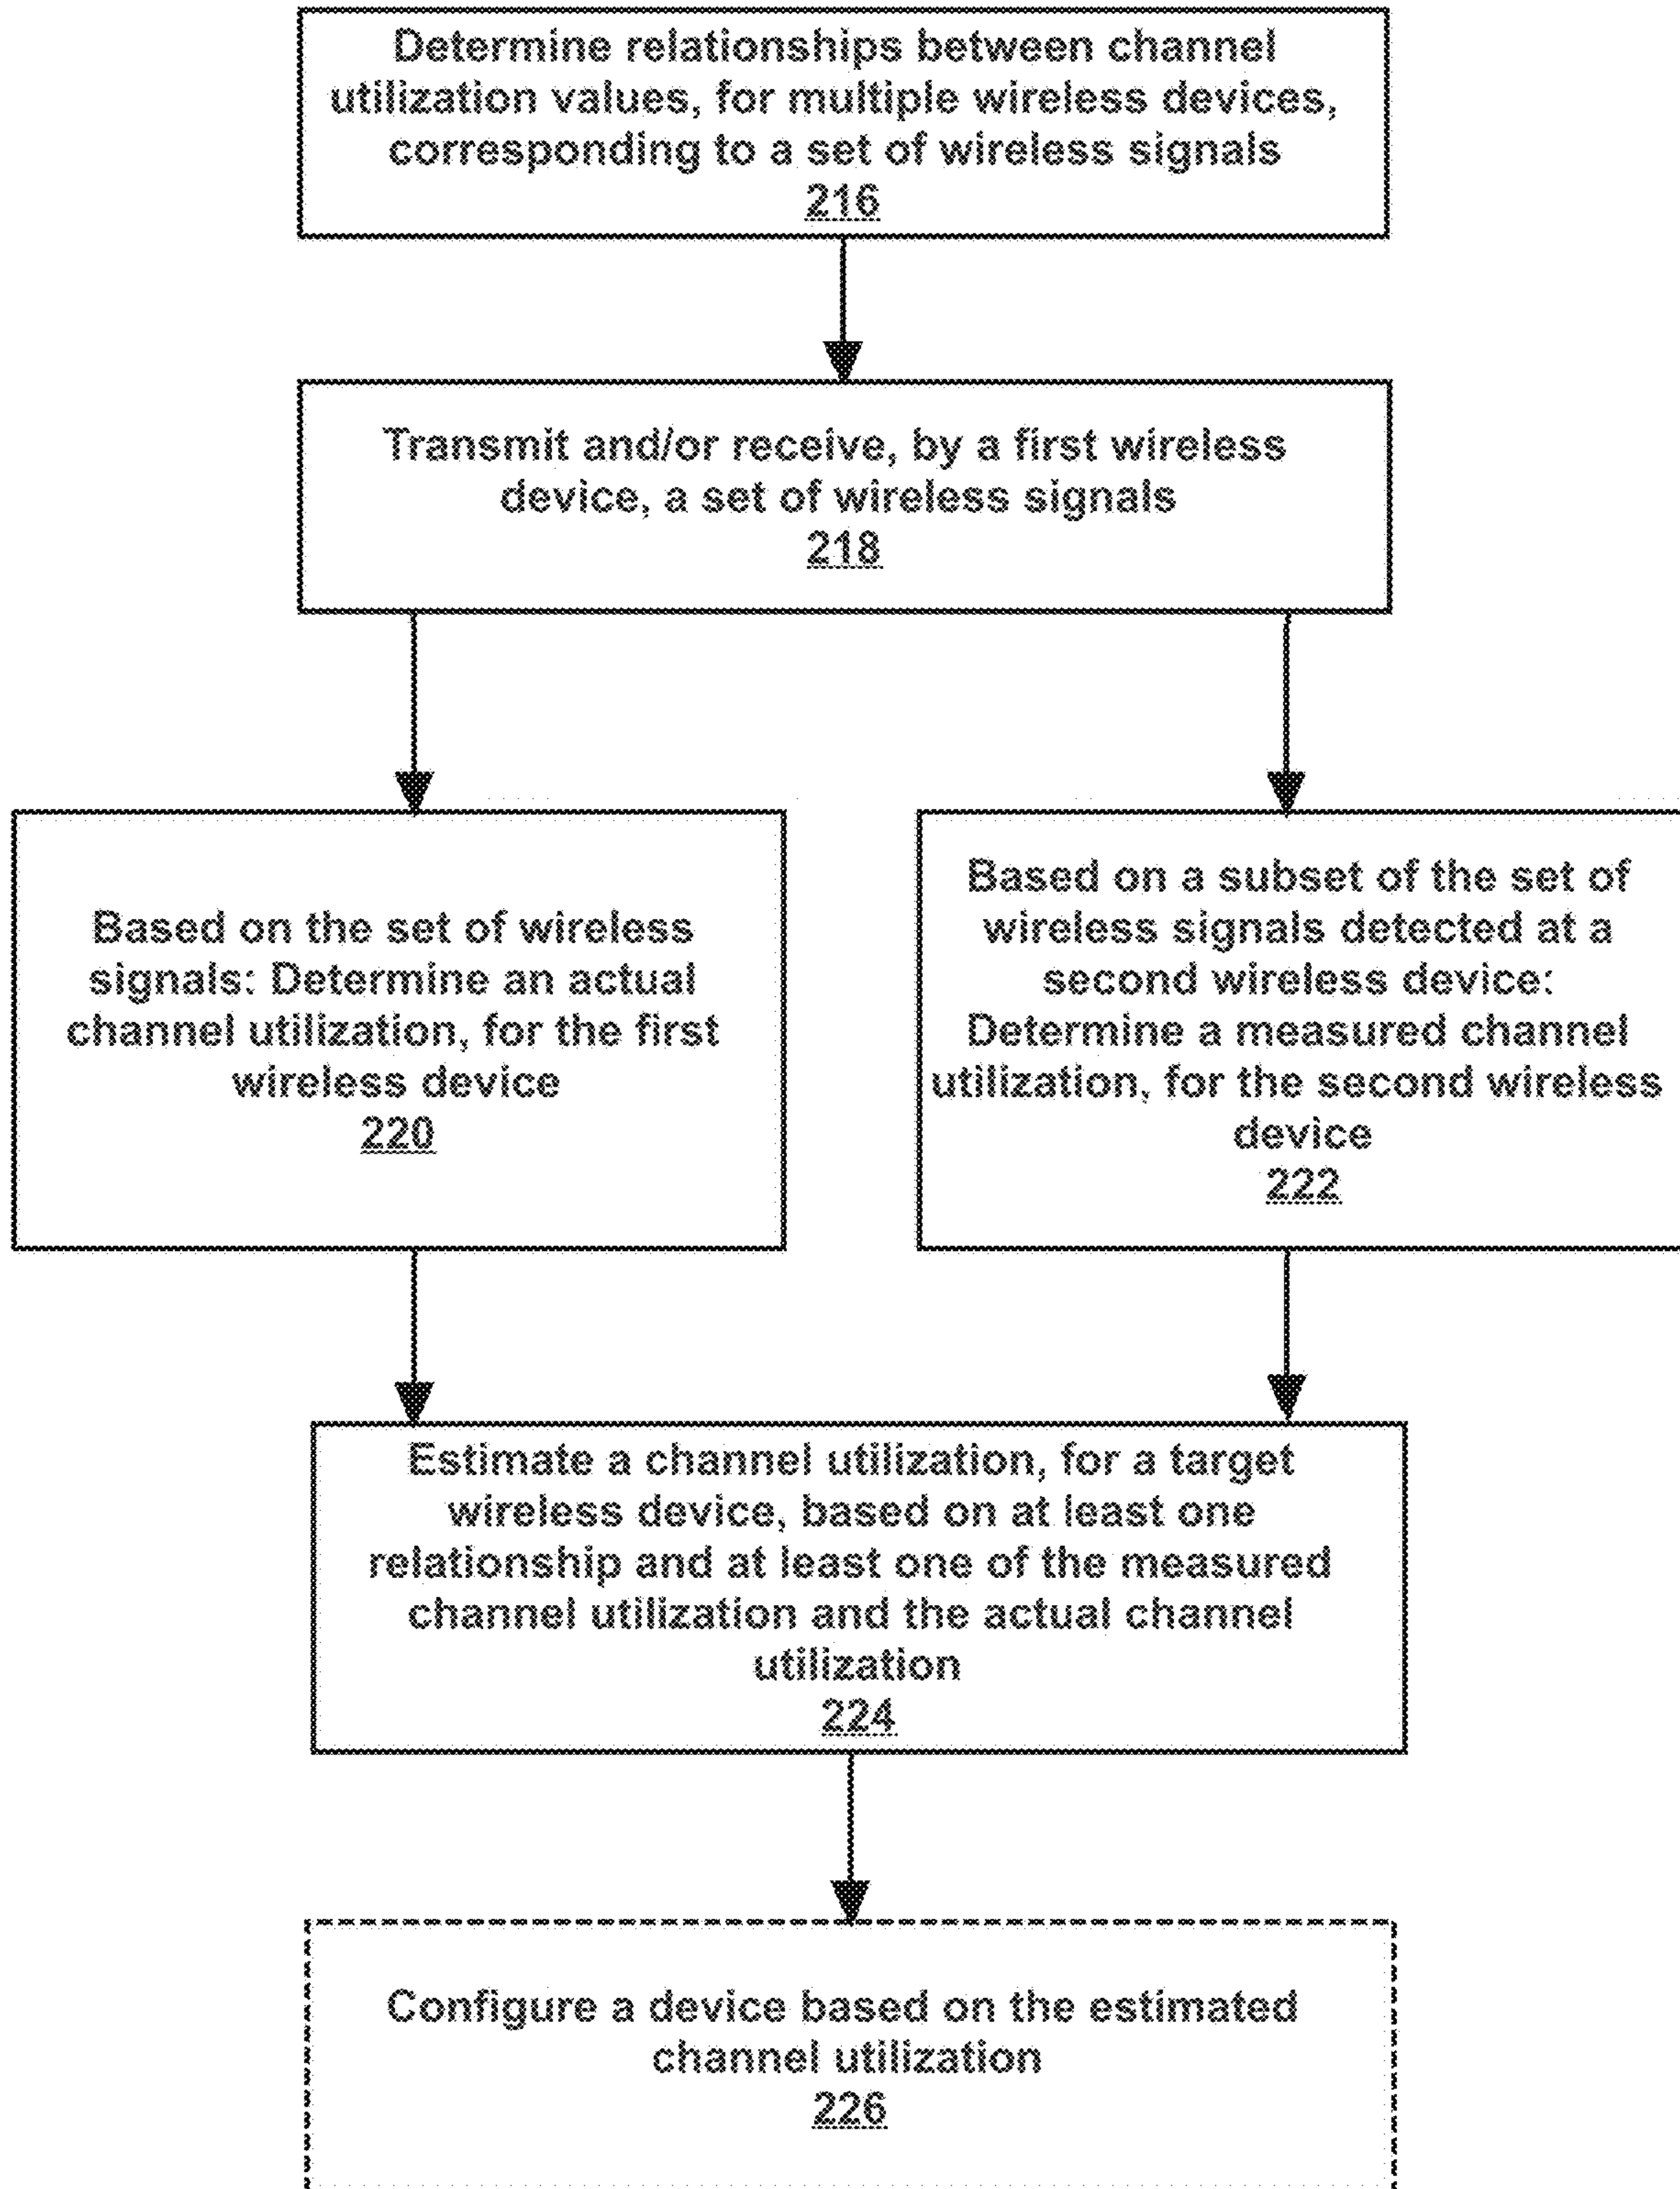 Determine relationships between channel
utilization values, for multiple wireless devices,
corresponding to a set of wireless signals
216
Transmit and/or receive, by a first wireless
device, a set of wireless signals
218
Based on the set of wireless
signals: Determine an actual
channel utilization, for the first
wireless device
220
Based on a subset of the set of
wireless signals detected at a
second wireless device:
Determine a measured channel
utilization, for the second wireless
device
222
Estimate a channel utilization, for a target
wireless device, based on at least one
relationship and at least one of the measured
channel utilization and the actual channel
utilization
224
Configure a device based on the estimated
channel utilization
226